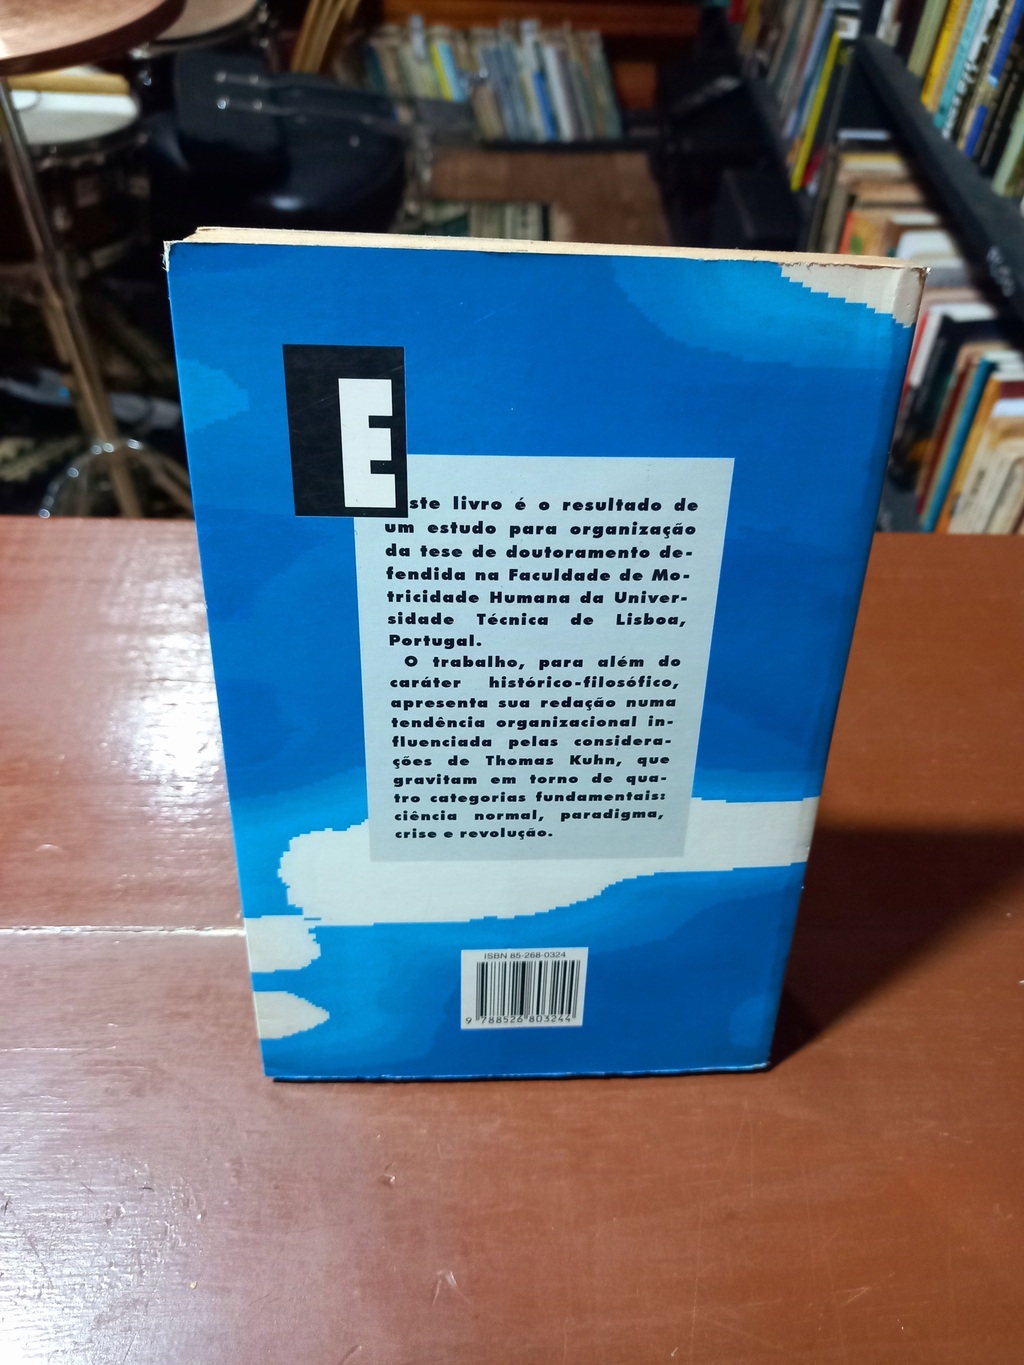 Este livro é o resultado de
um estudo para organização
da tese de doutoramento de-
fendida na Faculdade de Mo-
tricidade Humana da Univer-
sidade Técnica de Lisboa,
Portugal.
O trabalho, para além do
caráter histórico-filosófico,
apresenta sua redação numa
tendência organizacional in-
fluenciada pelas considera-
ções de Thomas Kuhn, que
gravitam em torno de qua-
tro categorias fundamentais:
ciência normal, paradigma,
crise e revolução.
ISBN 85-268-0324
9 788526 803244